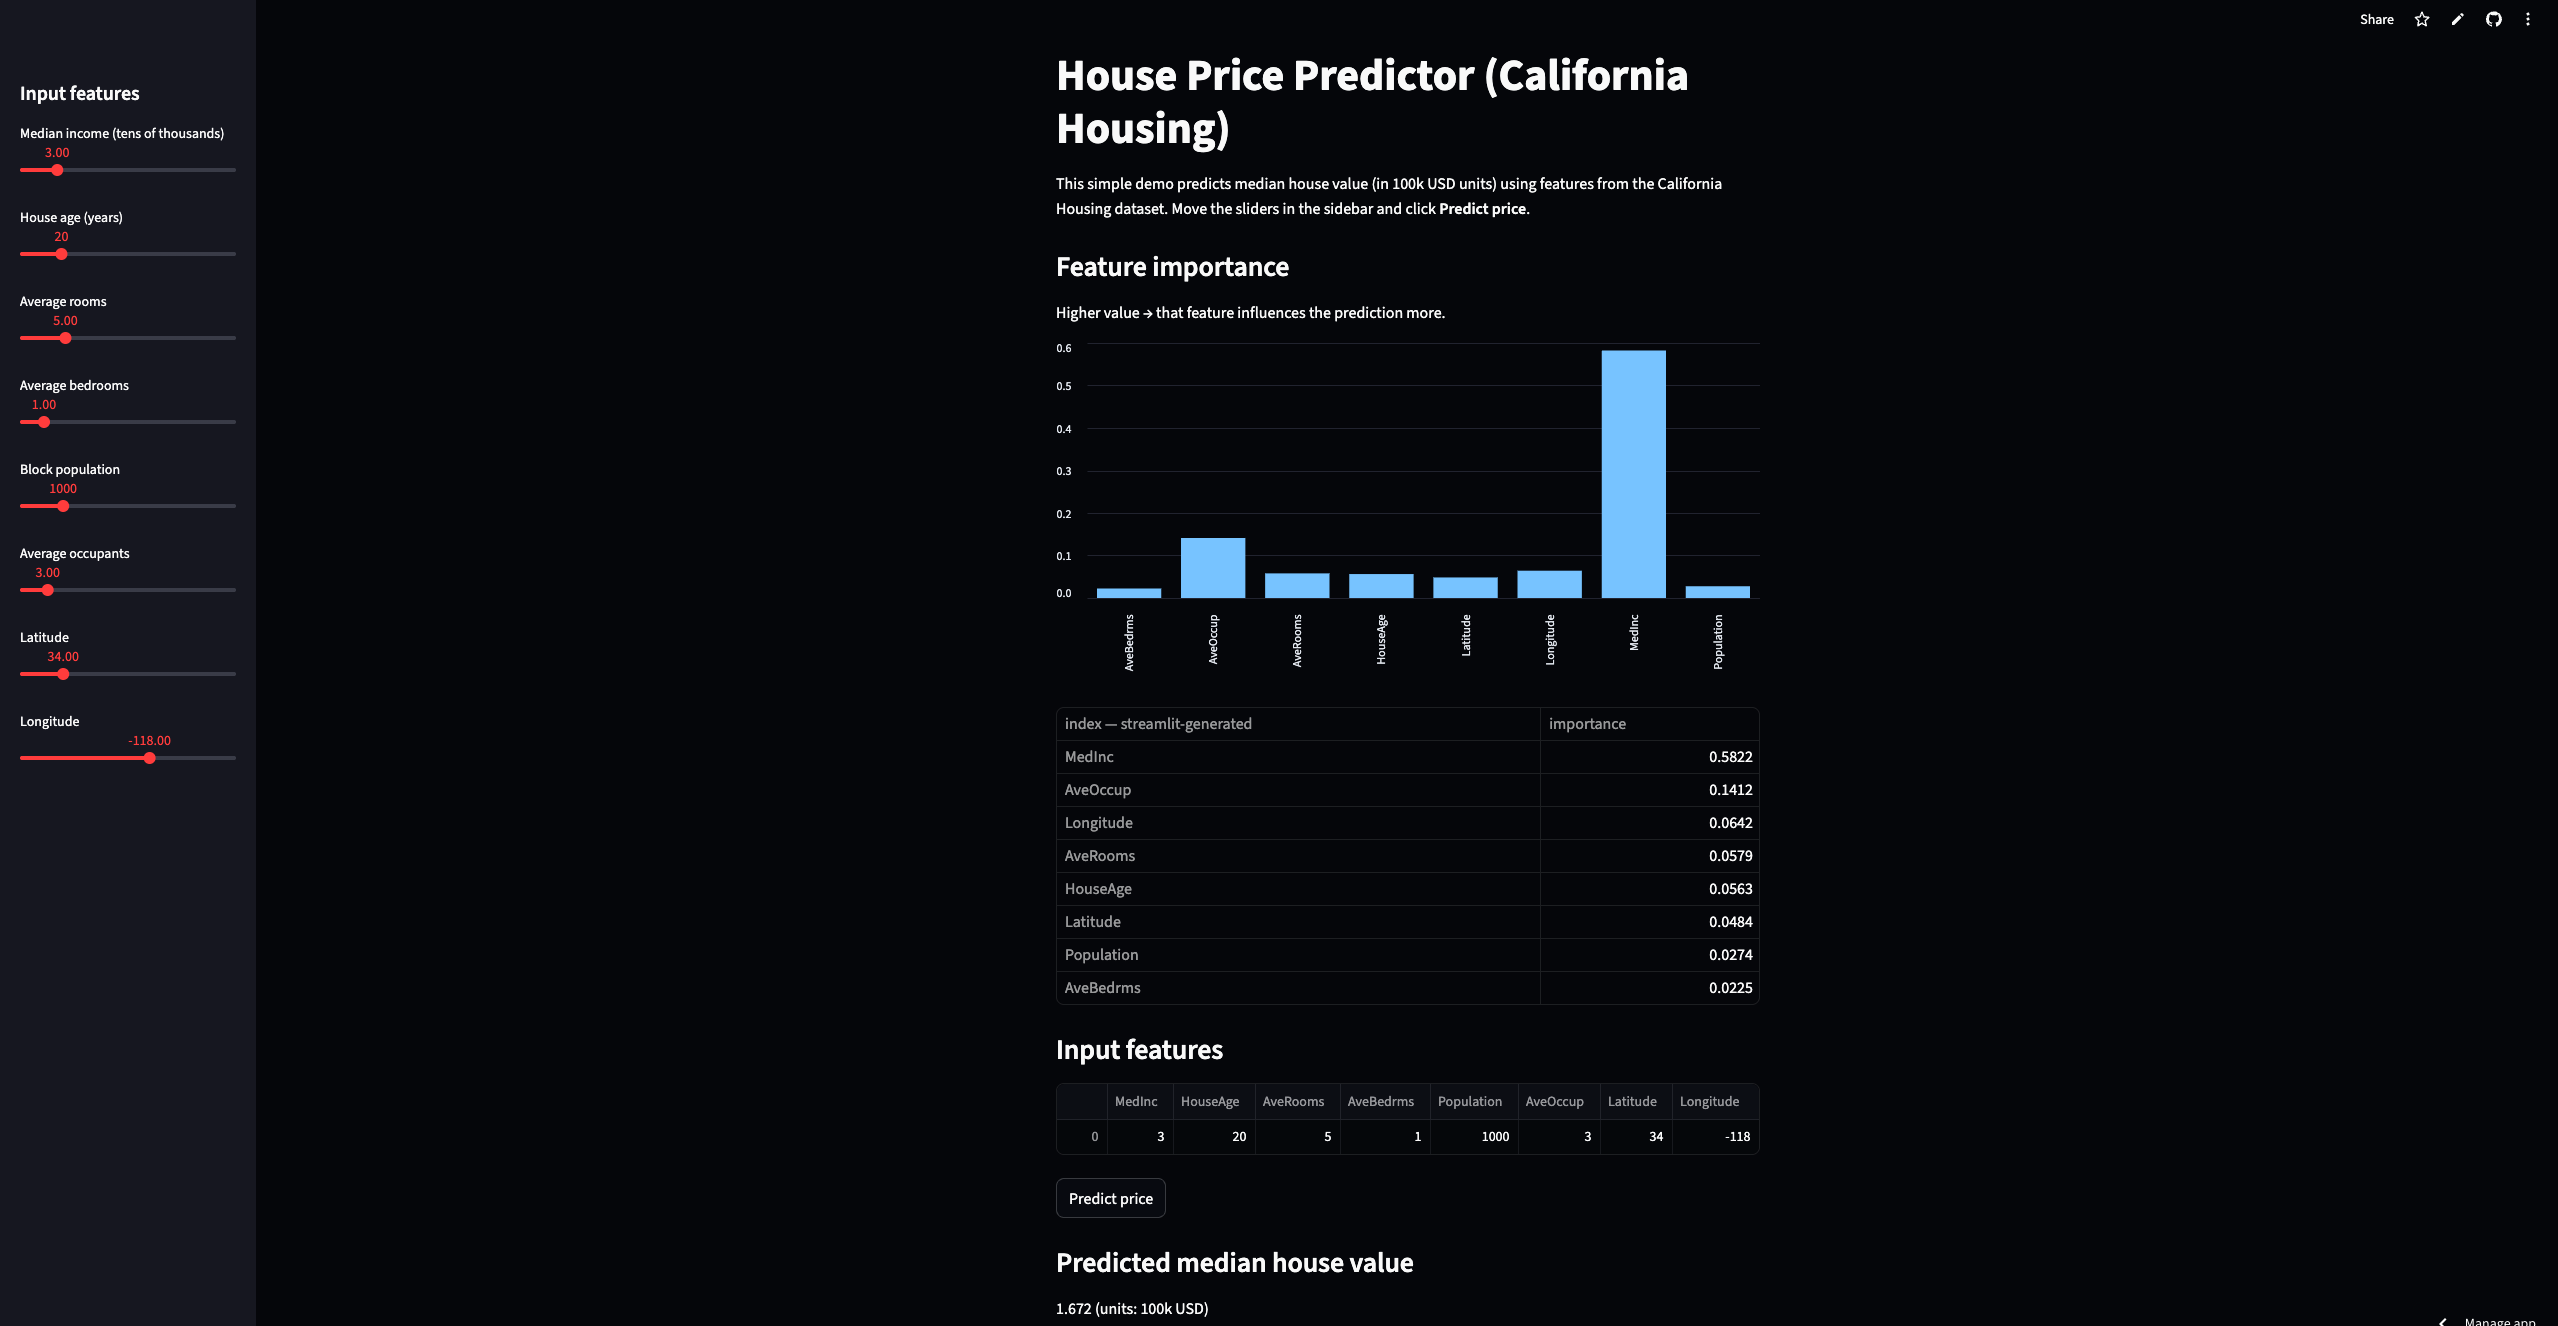 Share
Input features
Median income (tens of thousands)
3.00
House age (years)
20
Average rooms
5.00
Average bedrooms
1.00
Block population
1000
Average occupants
3.00
Latitude
34.00
Longitude
-118.00
House Price Predictor (California
Housing)
This simple demo predicts median house value (in 100k USD units) using features from the California
Housing dataset. Move the sliders in the sidebar and click Predict price.
Feature importance
Higher value → that feature influences the prediction more.
0.6
0.5
0.4
0.3
0.2
0.1
0.0
AveBedrms
AveOccup
AveRooms
HouseAge
Latitude
Longitude
MedInc
Population
index — streamlit-generated importance
MedInc 0.5822
AveOccup 0.1412
Longitude 0.0642
AveRooms 0.0579
HouseAge 0.0563
Latitude 0.0484
Population 0.0274
AveBedrms 0.0225
Input features
MedInc HouseAge AveRooms AveBedrms Population AveOccup Latitude Longitude
0 3 20 5 1 1000 3 34 -118
Predict price
Predicted median house value
1.672 (units: 100k USD)
Manage app